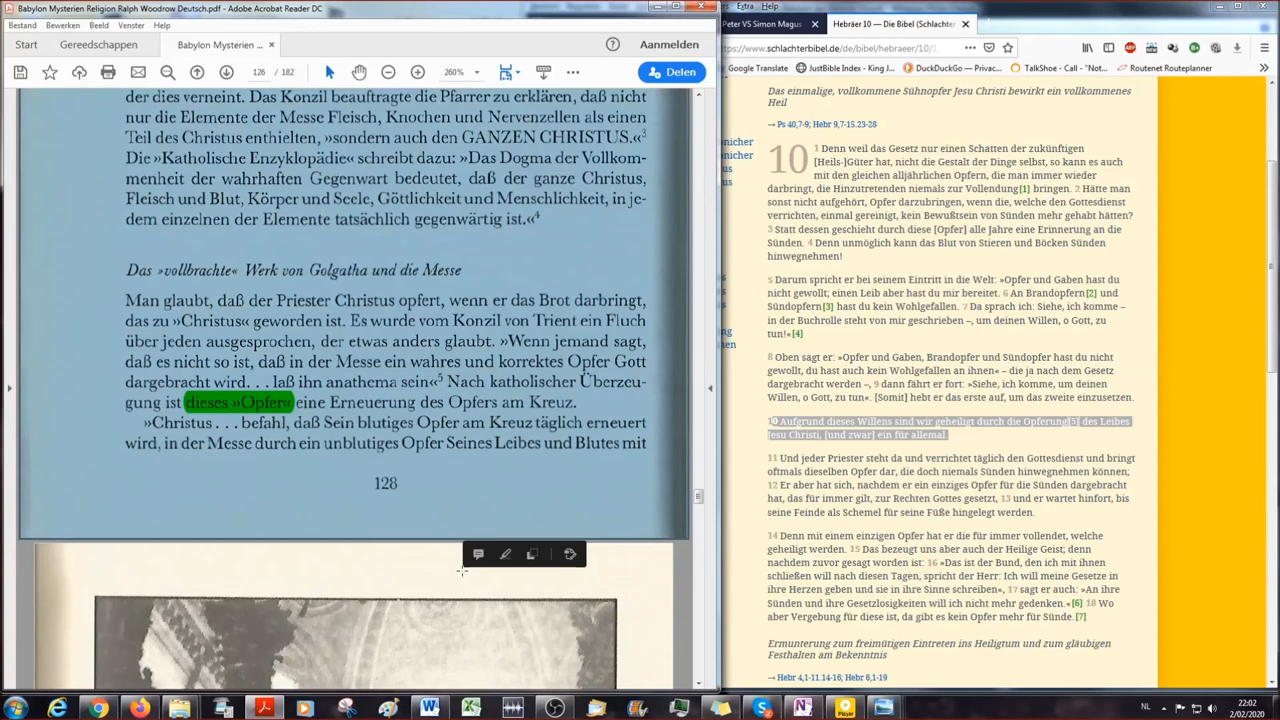 Babylon Mysterien Religion Ralph Woodrow Deutsch.pdf - Adobe Acrobat Reader DC
Bestand Bewerken Beeld Venster Help
Start Gereedschappen Babylon Mysterien ... Anmelden
126 / 182 260% Delen
der dies verneint. Das Konzil beauftragte die Pfarrer zu erklären, daß nicht
nur die Elemente der Messe Fleisch, Knochen und Nervenzellen als einen
Teil des Christus enthielten, »sondern auch den GANZEN CHRISTUS.«³
Die »Katholische Enzyklopädie« schreibt dazu: »Das Dogma der Vollkom-
menheit der wahrhaften Gegenwart bedeutet, daß der ganze Christus,
Fleisch und Blut, Körper und Seele, Göttlichkeit und Menschlichkeit, in je-
dem einzelnen der Elemente tatsächlich gegenwärtig ist.«⁴
Das »vollbrachte« Werk von Golgatha und die Messe
Man glaubt, daß der Priester Christus opfert, wenn er das Brot darbringt,
das zu »Christus« geworden ist. Es wurde vom Konzil von Trient ein Fluch
über jeden ausgesprochen, der etwas anders glaubt. »Wenn jemand sagt,
daß es nicht so ist, daß in der Messe ein wahres und korrektes Opfer Gott
dargebracht wird. . . laß ihn anathema sein«⁵ Nach katholischer Überzeu-
gung ist dieses »Opfer« eine Erneuerung des Opfers am Kreuz.
»Christus . . . befahl, daß Sein blutiges Opfer am Kreuz täglich erneuert
wird, in der Messe durch ein unblutiges Opfer Seines Leibes und Blutes mit
128
Extra Help
Peter VS Simon Magus Hebräer 10 — Die Bibel (Schlachter
www.schlachterbibel.de/de/bibel/hebraeer/10/
Google Translate JustBible Index - King J... DuckDuckGo — Privac... TalkShoe - Call - "Not... Routenet Routeplanner
Das einmalige, vollkommene Sühnopfer Jesu Christi bewirkt ein vollkommenes
Heil
→ Ps 40,7-9; Hebr 9,7-15.23-28
10 1 Denn weil das Gesetz nur einen Schatten der zukünftigen
[Heils-]Güter hat, nicht die Gestalt der Dinge selbst, so kann es auch
mit den gleichen alljährlichen Opfern, die man immer wieder
darbringt, die Hinzutretenden niemals zur Vollendung[1] bringen. 2 Hätte man
sonst nicht aufgehört, Opfer darzubringen, wenn die, welche den Gottesdienst
verrichten, einmal gereinigt, kein Bewußtsein von Sünden mehr gehabt hätten?
3 Statt dessen geschieht durch diese [Opfer] alle Jahre eine Erinnerung an die
Sünden. 4 Denn unmöglich kann das Blut von Stieren und Böcken Sünden
hinwegnehmen!
5 Darum spricht er bei seinem Eintritt in die Welt: »Opfer und Gaben hast du
nicht gewollt; einen Leib aber hast du mir bereitet. 6 An Brandopfern[2] und
Sündopfern[3] hast du kein Wohlgefallen. 7 Da sprach ich: Siehe, ich komme –
in der Buchrolle steht von mir geschrieben –, um deinen Willen, o Gott, zu
tun!«[4]
8 Oben sagt er: »Opfer und Gaben, Brandopfer und Sündopfer hast du nicht
gewollt, du hast auch kein Wohlgefallen an ihnen« – die ja nach dem Gesetz
dargebracht werden –, 9 dann fährt er fort: »Siehe, ich komme, um deinen
Willen, o Gott, zu tun«. [Somit] hebt er das erste auf, um das zweite einzusetzen.
10 Aufgrund dieses Willens sind wir geheiligt durch die Opferung[5] des Leibes
Jesu Christi, [und zwar] ein für allemal.
11 Und jeder Priester steht da und verrichtet täglich den Gottesdienst und bringt
oftmals dieselben Opfer dar, die doch niemals Sünden hinwegnehmen können;
12 Er aber hat sich, nachdem er ein einziges Opfer für die Sünden dargebracht
hat, das für immer gilt, zur Rechten Gottes gesetzt, 13 und er wartet hinfort, bis
seine Feinde als Schemel für seine Füße hingelegt werden.
14 Denn mit einem einzigen Opfer hat er die für immer vollendet, welche
geheiligt werden. 15 Das bezeugt uns aber auch der Heilige Geist; denn
nachdem zuvor gesagt worden ist: 16 »Das ist der Bund, den ich mit ihnen
schließen will nach diesen Tagen, spricht der Herr: Ich will meine Gesetze in
ihre Herzen geben und sie in ihre Sinne schreiben«, 17 sagt er auch: »An ihre
Sünden und ihre Gesetzlosigkeiten will ich nicht mehr gedenken.«[6] 18 Wo
aber Vergebung für diese ist, da gibt es kein Opfer mehr für Sünde.[7]
Ermunterung zum freimütigen Eintreten ins Heiligtum und zum gläubigen
Festhalten am Bekenntnis
→ Hebr 4,1-11.14-16; Hebr 6,1-19
NL 22:02
2/02/2020